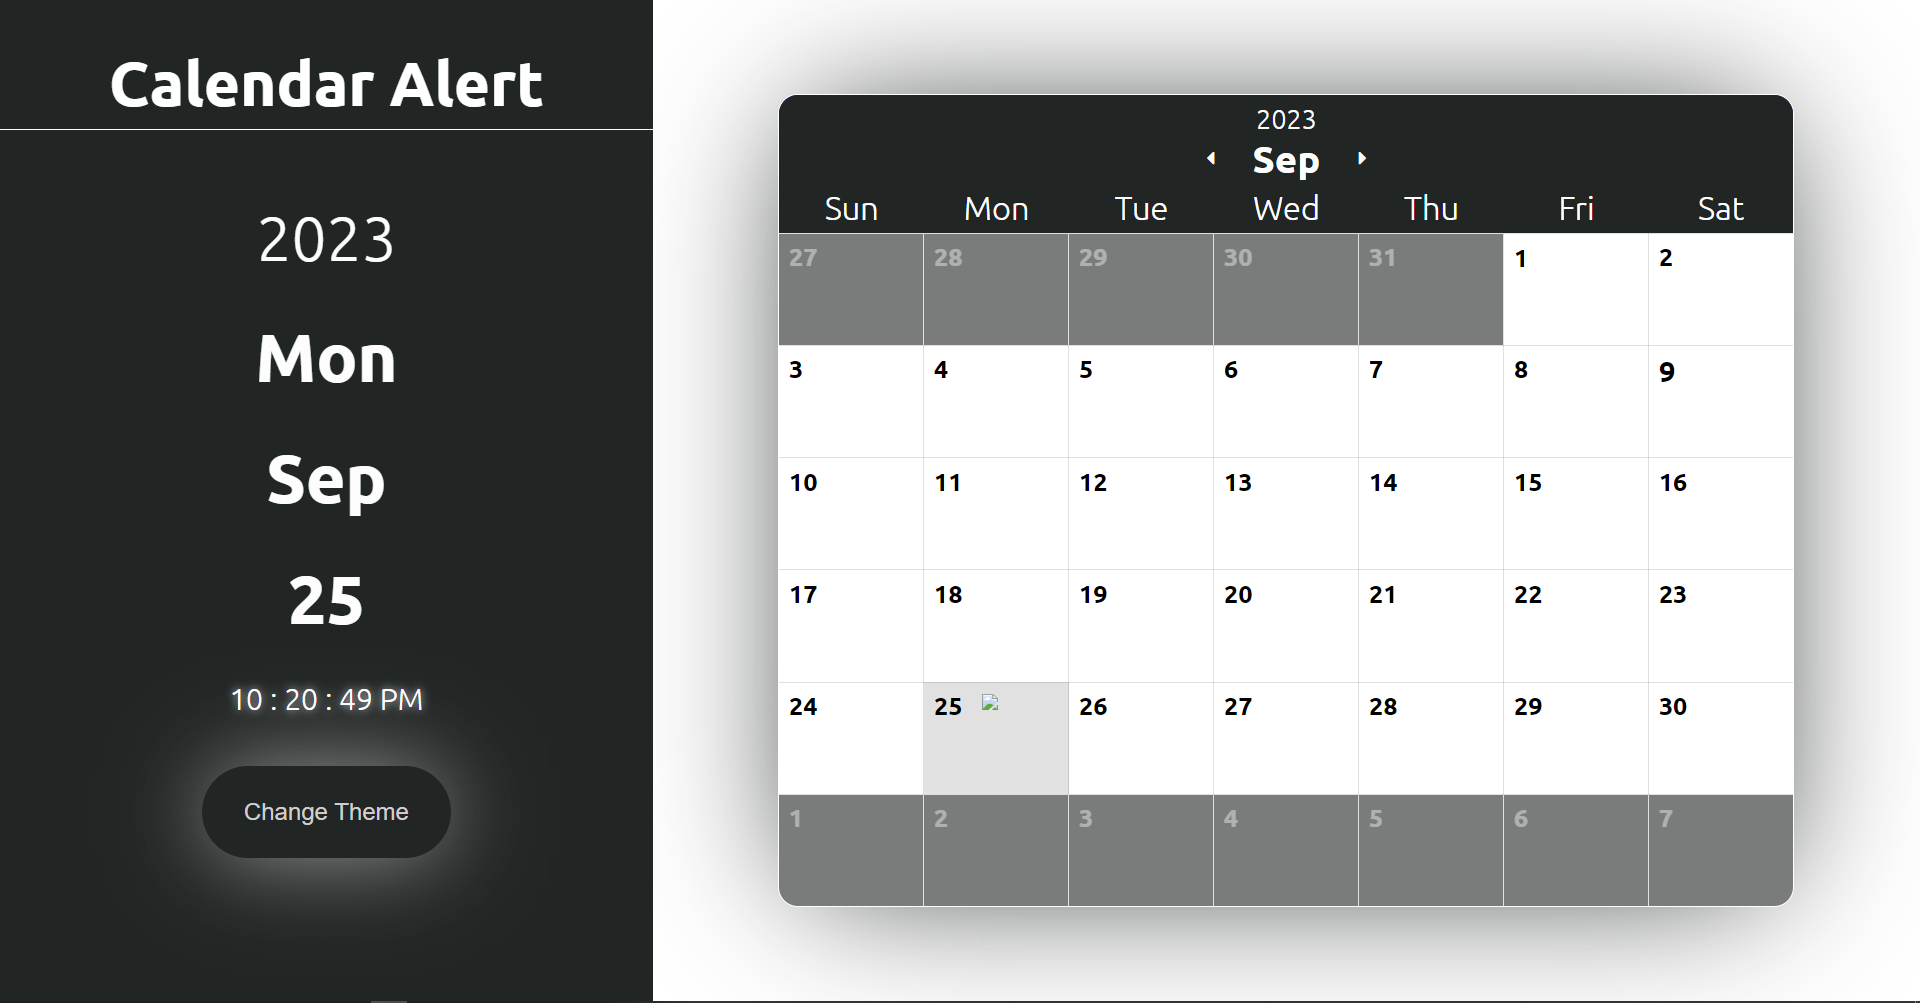 Calendar Alert
2023
Mon
Sep
25
10 : 20 : 49 PM
Change Theme
2023
Sep
Sun Mon Tue Wed Thu Fri Sat
27 28 29 30 31 1 2
3 4 5 6 7 8 9
10 11 12 13 14 15 16
17 18 19 20 21 22 23
24 25 26 27 28 29 30
1 2 3 4 5 6 7